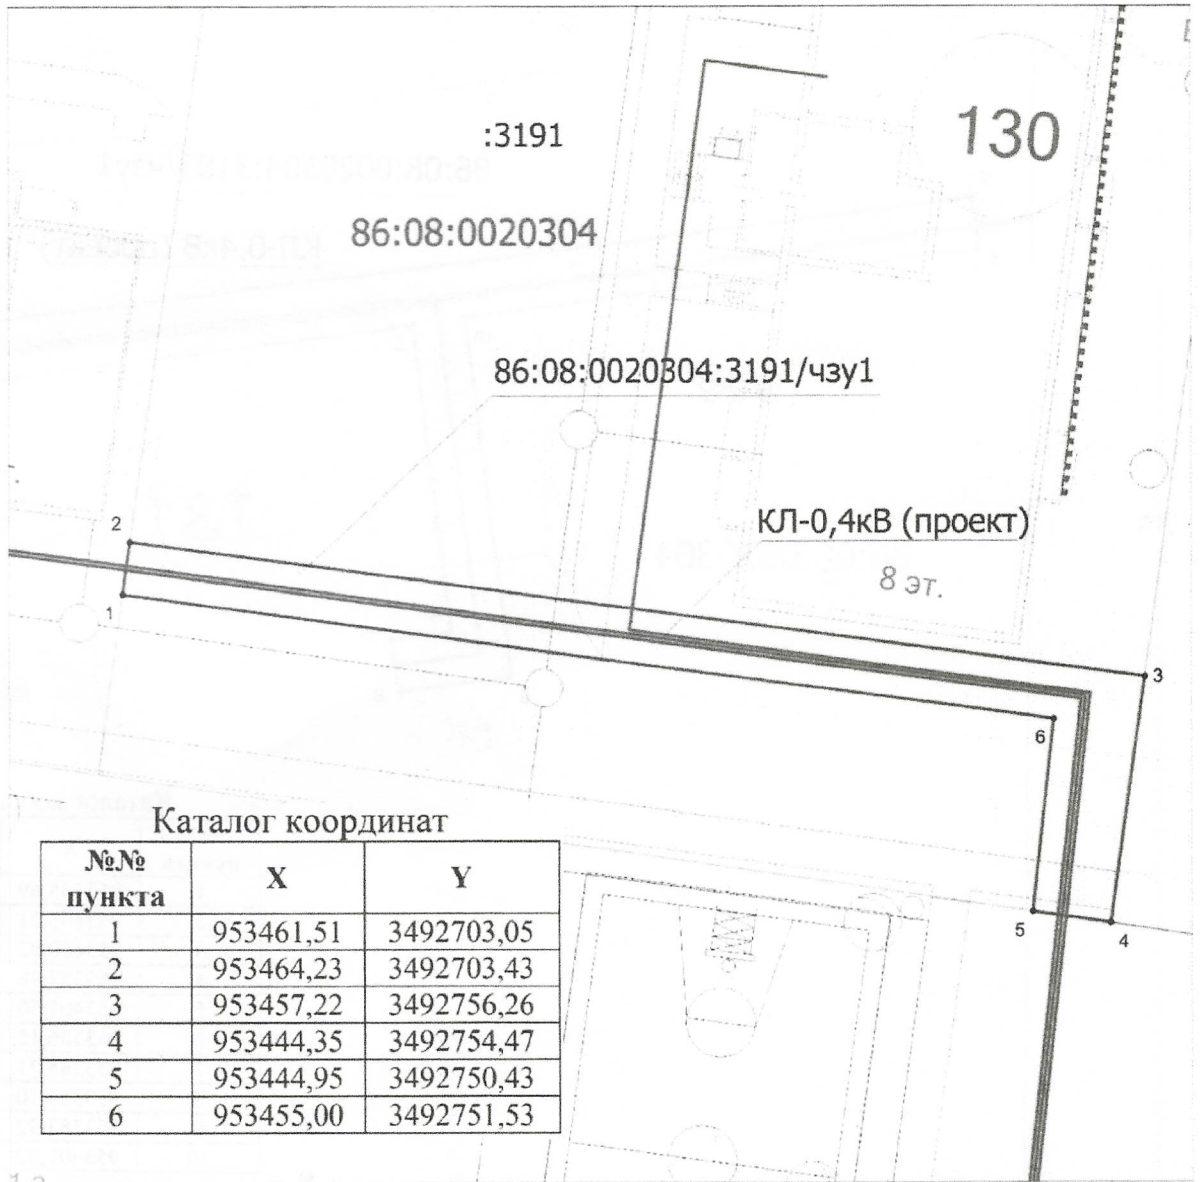 :3191
130
86:08:0020304
86:08:0020304:3191/чзу1
2
КЛ-0,4кВ (проект)
8 эт.
1
3
6
5
4
Каталог координат
№№ пункта X Y
1 953461,51 3492703,05
2 953464,23 3492703,43
3 953457,22 3492756,26
4 953444,35 3492754,47
5 953444,95 3492750,43
6 953455,00 3492751,53